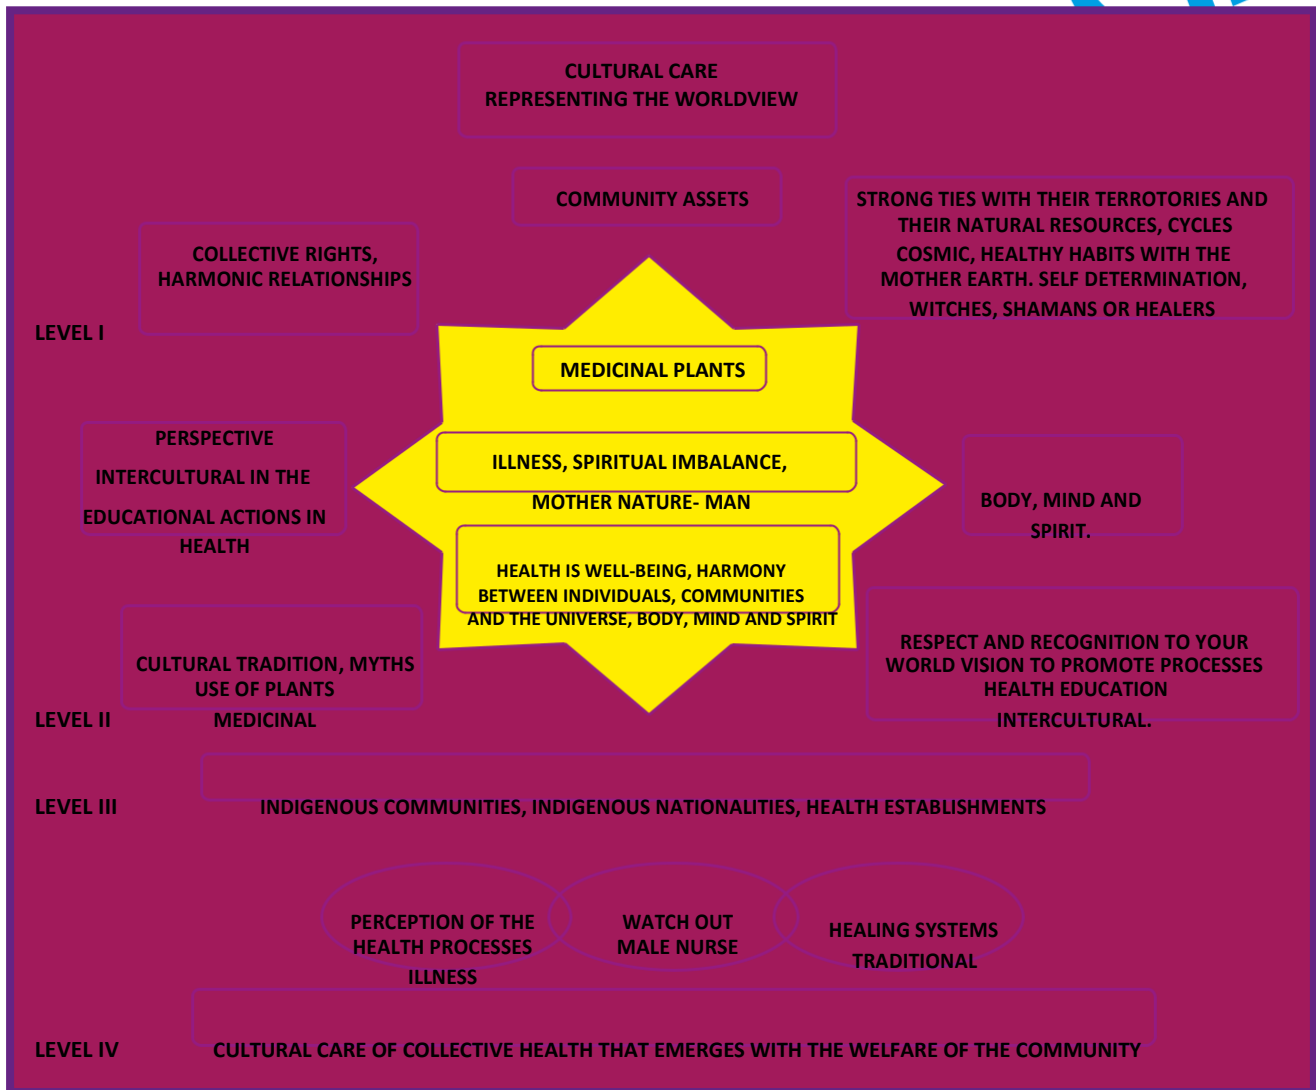 CULTURAL CARE
REPRESENTING THE WORLDVIEW
COMMUNITY ASSETS
STRONG TIES WITH THEIR TERROTORIES AND
THEIR NATURAL RESOURCES, CYCLES
COSMIC, HEALTHY HABITS WITH THE
MOTHER EARTH. SELF DETERMINATION,
WITCHES, SHAMANS OR HEALERS
COLLECTIVE RIGHTS,
HARMONIC RELATIONSHIPS
LEVEL I
MEDICINAL PLANTS
PERSPECTIVE
INTERCULTURAL IN THE
EDUCATIONAL ACTIONS IN
HEALTH
ILLNESS, SPIRITUAL IMBALANCE,
MOTHER NATURE- MAN
BODY, MIND AND
SPIRIT.
HEALTH IS WELL-BEING, HARMONY
BETWEEN INDIVIDUALS, COMMUNITIES
AND THE UNIVERSE, BODY, MIND AND SPIRIT
CULTURAL TRADITION, MYTHS
USE OF PLANTS
MEDICINAL
RESPECT AND RECOGNITION TO YOUR
WORLD VISION TO PROMOTE PROCESSES
HEALTH EDUCATION
INTERCULTURAL.
LEVEL II
LEVEL III
INDIGENOUS COMMUNITIES, INDIGENOUS NATIONALITIES, HEALTH ESTABLISHMENTS
PERCEPTION OF THE
HEALTH PROCESSES
ILLNESS
WATCH OUT
MALE NURSE
HEALING SYSTEMS
TRADITIONAL
LEVEL IV
CULTURAL CARE OF COLLECTIVE HEALTH THAT EMERGES WITH THE WELFARE OF THE COMMUNITY